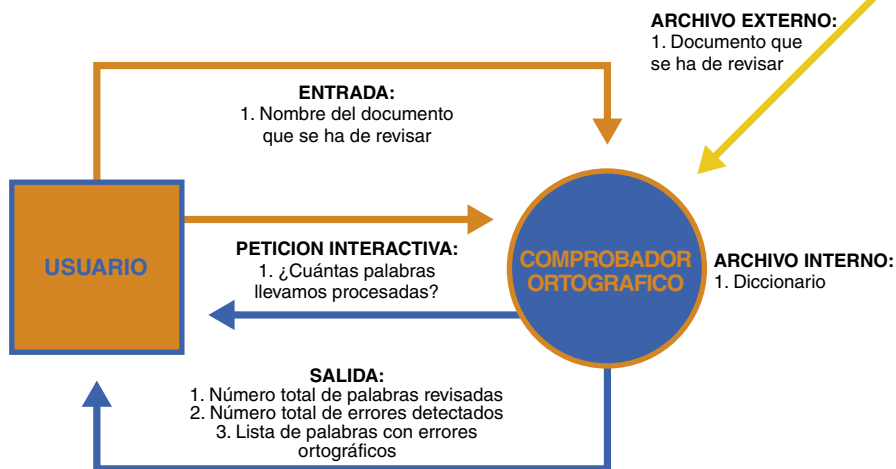 ARCHIVO EXTERNO:
1. Documento que
se ha de revisar
ENTRADA:
1. Nombre del documento
que se ha de revisar
USUARIO
PETICION INTERACTIVA:
1. ¿Cuántas palabras
llevamos procesadas?
COMPROBADOR
ORTOGRAFICO
ARCHIVO INTERNO:
1. Diccionario
SALIDA:
1. Número total de palabras revisadas
2. Número total de errores detectados
3. Lista de palabras con errores
ortográficos